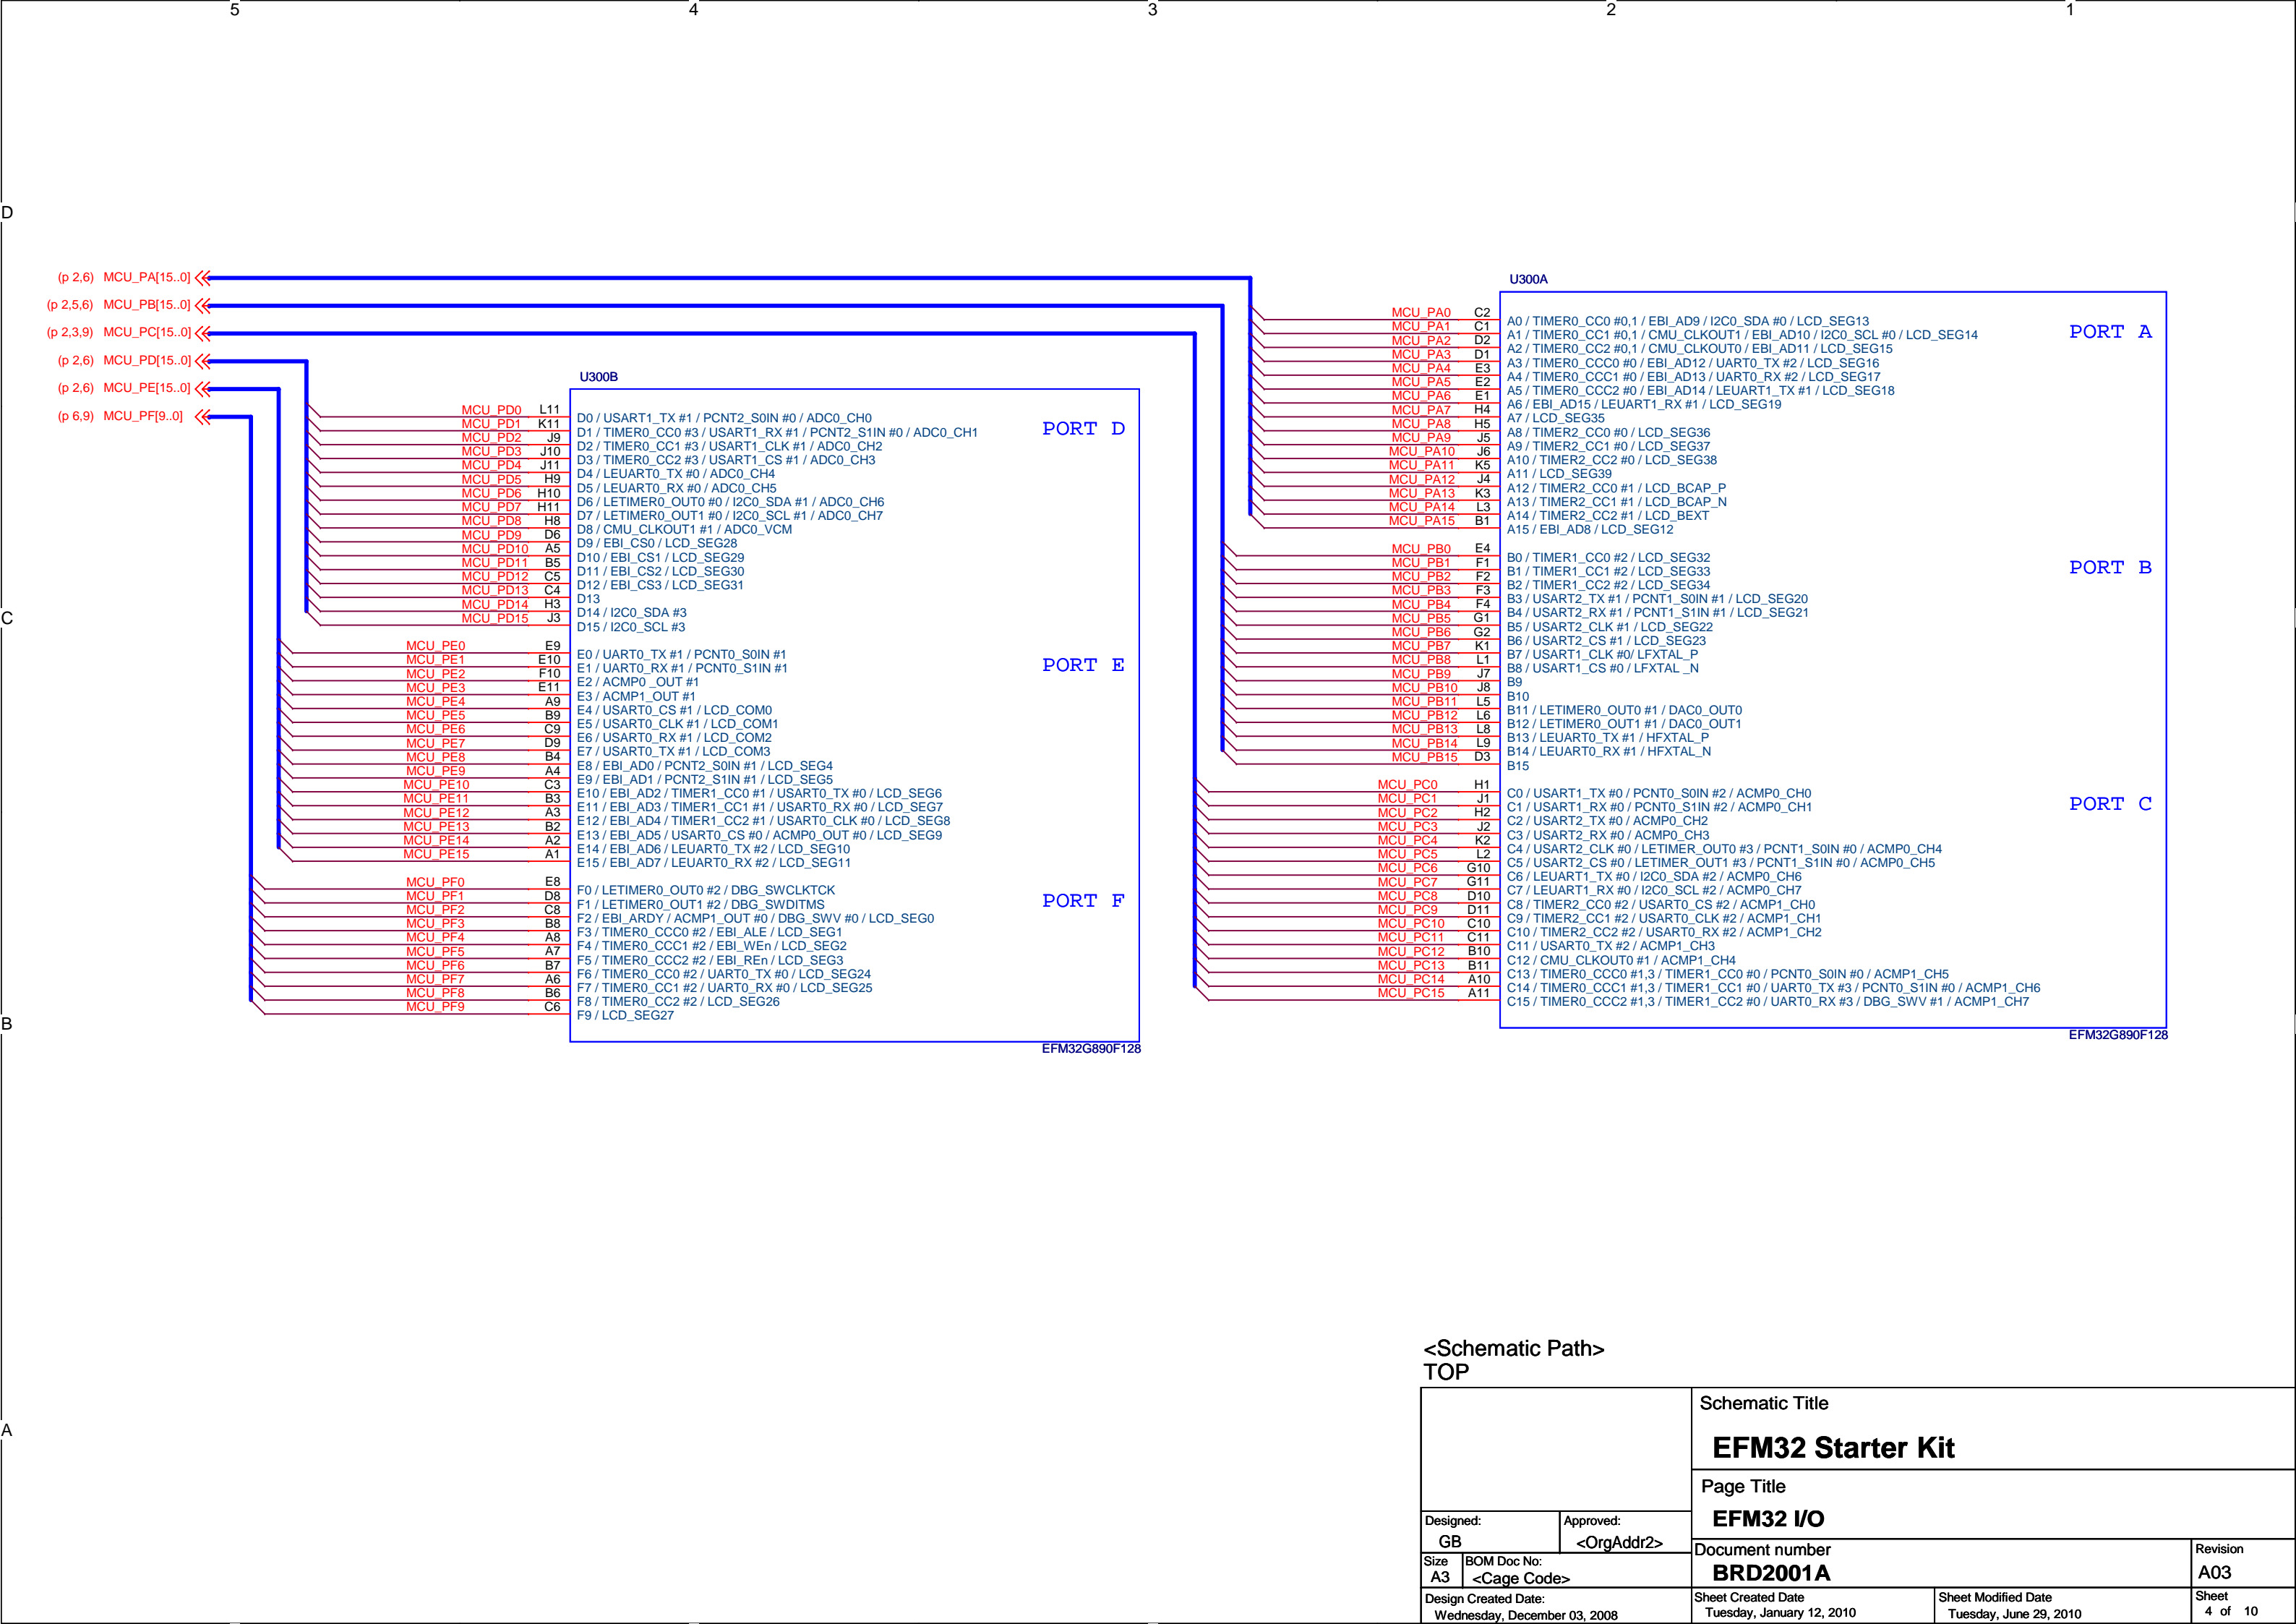 5 4 3 2 1
D
C
B
A
(p 2,6) MCU_PA[15..0]
(p 2,5,6) MCU_PB[15..0]
(p 2,3,9) MCU_PC[15..0]
(p 2,6) MCU_PD[15..0]
(p 2,6) MCU_PE[15..0]
(p 6,9) MCU_PF[9..0]
U300B
PORT D
MCU_PD0 L11 D0 / USART1_TX #1 / PCNT2_S0IN #0 / ADC0_CH0
MCU_PD1 K11 D1 / TIMER0_CC0 #3 / USART1_RX #1 / PCNT2_S1IN #0 / ADC0_CH1
MCU_PD2 J9 D2 / TIMER0_CC1 #3 / USART1_CLK #1 / ADC0_CH2
MCU_PD3 J10 D3 / TIMER0_CC2 #3 / USART1_CS #1 / ADC0_CH3
MCU_PD4 J11 D4 / LEUART0_TX #0 / ADC0_CH4
MCU_PD5 H9 D5 / LEUART0_RX #0 / ADC0_CH5
MCU_PD6 H10 D6 / LETIMER0_OUT0 #0 / I2C0_SDA #1 / ADC0_CH6
MCU_PD7 H11 D7 / LETIMER0_OUT1 #0 / I2C0_SCL #1 / ADC0_CH7
MCU_PD8 H8 D8 / CMU_CLKOUT1 #1 / ADC0_VCM
MCU_PD9 D6 D9 / EBI_CS0 / LCD_SEG28
MCU_PD10 A5 D10 / EBI_CS1 / LCD_SEG29
MCU_PD11 B5 D11 / EBI_CS2 / LCD_SEG30
MCU_PD12 C5 D12 / EBI_CS3 / LCD_SEG31
MCU_PD13 C4 D13
MCU_PD14 H3 D14 / I2C0_SDA #3
MCU_PD15 J3 D15 / I2C0_SCL #3
PORT E
MCU_PE0 E9 E0 / UART0_TX #1 / PCNT0_S0IN #1
MCU_PE1 E10 E1 / UART0_RX #1 / PCNT0_S1IN #1
MCU_PE2 F10 E2 / ACMP0 _OUT #1
MCU_PE3 E11 E3 / ACMP1_OUT #1
MCU_PE4 A9 E4 / USART0_CS #1 / LCD_COM0
MCU_PE5 B9 E5 / USART0_CLK #1 / LCD_COM1
MCU_PE6 C9 E6 / USART0_RX #1 / LCD_COM2
MCU_PE7 D9 E7 / USART0_TX #1 / LCD_COM3
MCU_PE8 B4 E8 / EBI_AD0 / PCNT2_S0IN #1 / LCD_SEG4
MCU_PE9 A4 E9 / EBI_AD1 / PCNT2_S1IN #1 / LCD_SEG5
MCU_PE10 C3 E10 / EBI_AD2 / TIMER1_CC0 #1 / USART0_TX #0 / LCD_SEG6
MCU_PE11 B3 E11 / EBI_AD3 / TIMER1_CC1 #1 / USART0_RX #0 / LCD_SEG7
MCU_PE12 A3 E12 / EBI_AD4 / TIMER1_CC2 #1 / USART0_CLK #0 / LCD_SEG8
MCU_PE13 B2 E13 / EBI_AD5 / USART0_CS #0 / ACMP0_OUT #0 / LCD_SEG9
MCU_PE14 A2 E14 / EBI_AD6 / LEUART0_TX #2 / LCD_SEG10
MCU_PE15 A1 E15 / EBI_AD7 / LEUART0_RX #2 / LCD_SEG11
PORT F
MCU_PF0 E8 F0 / LETIMER0_OUT0 #2 / DBG_SWCLKTCK
MCU_PF1 D8 F1 / LETIMER0_OUT1 #2 / DBG_SWDITMS
MCU_PF2 C8 F2 / EBI_ARDY / ACMP1_OUT #0 / DBG_SWV #0 / LCD_SEG0
MCU_PF3 B8 F3 / TIMER0_CCC0 #2 / EBI_ALE / LCD_SEG1
MCU_PF4 A8 F4 / TIMER0_CCC1 #2 / EBI_WEn / LCD_SEG2
MCU_PF5 A7 F5 / TIMER0_CCC2 #2 / EBI_REn / LCD_SEG3
MCU_PF6 B7 F6 / TIMER0_CC0 #2 / UART0_TX #0 / LCD_SEG24
MCU_PF7 A6 F7 / TIMER0_CC1 #2 / UART0_RX #0 / LCD_SEG25
MCU_PF8 B6 F8 / TIMER0_CC2 #2 / LCD_SEG26
MCU_PF9 C6 F9 / LCD_SEG27
EFM32G890F128
U300A
PORT A
MCU_PA0 C2 A0 / TIMER0_CC0 #0,1 / EBI_AD9 / I2C0_SDA #0 / LCD_SEG13
MCU_PA1 C1 A1 / TIMER0_CC1 #0,1 / CMU_CLKOUT1 / EBI_AD10 / I2C0_SCL #0 / LCD_SEG14
MCU_PA2 D2 A2 / TIMER0_CC2 #0,1 / CMU_CLKOUT0 / EBI_AD11 / LCD_SEG15
MCU_PA3 D1 A3 / TIMER0_CCC0 #0 / EBI_AD12 / UART0_TX #2 / LCD_SEG16
MCU_PA4 E3 A4 / TIMER0_CCC1 #0 / EBI_AD13 / UART0_RX #2 / LCD_SEG17
MCU_PA5 E2 A5 / TIMER0_CCC2 #0 / EBI_AD14 / LEUART1_TX #1 / LCD_SEG18
MCU_PA6 E1 A6 / EBI_AD15 / LEUART1_RX #1 / LCD_SEG19
MCU_PA7 H4 A7 / LCD_SEG35
MCU_PA8 H5 A8 / TIMER2_CC0 #0 / LCD_SEG36
MCU_PA9 J5 A9 / TIMER2_CC1 #0 / LCD_SEG37
MCU_PA10 J6 A10 / TIMER2_CC2 #0 / LCD_SEG38
MCU_PA11 K5 A11 / LCD_SEG39
MCU_PA12 J4 A12 / TIMER2_CC0 #1 / LCD_BCAP_P
MCU_PA13 K3 A13 / TIMER2_CC1 #1 / LCD_BCAP_N
MCU_PA14 L3 A14 / TIMER2_CC2 #1 / LCD_BEXT
MCU_PA15 B1 A15 / EBI_AD8 / LCD_SEG12
PORT B
MCU_PB0 E4 B0 / TIMER1_CC0 #2 / LCD_SEG32
MCU_PB1 F1 B1 / TIMER1_CC1 #2 / LCD_SEG33
MCU_PB2 F2 B2 / TIMER1_CC2 #2 / LCD_SEG34
MCU_PB3 F3 B3 / USART2_TX #1 / PCNT1_S0IN #1 / LCD_SEG20
MCU_PB4 F4 B4 / USART2_RX #1 / PCNT1_S1IN #1 / LCD_SEG21
MCU_PB5 G1 B5 / USART2_CLK #1 / LCD_SEG22
MCU_PB6 G2 B6 / USART2_CS #1 / LCD_SEG23
MCU_PB7 K1 B7 / USART1_CLK #0/ LFXTAL_P
MCU_PB8 L1 B8 / USART1_CS #0 / LFXTAL _N
MCU_PB9 J7 B9
MCU_PB10 J8 B10
MCU_PB11 L5 B11 / LETIMER0_OUT0 #1 / DAC0_OUT0
MCU_PB12 L6 B12 / LETIMER0_OUT1 #1 / DAC0_OUT1
MCU_PB13 L8 B13 / LEUART0_TX #1 / HFXTAL_P
MCU_PB14 L9 B14 / LEUART0_RX #1 / HFXTAL_N
MCU_PB15 D3 B15
PORT C
MCU_PC0 H1 C0 / USART1_TX #0 / PCNT0_S0IN #2 / ACMP0_CH0
MCU_PC1 J1 C1 / USART1_RX #0 / PCNT0_S1IN #2 / ACMP0_CH1
MCU_PC2 H2 C2 / USART2_TX #0 / ACMP0_CH2
MCU_PC3 J2 C3 / USART2_RX #0 / ACMP0_CH3
MCU_PC4 K2 C4 / USART2_CLK #0 / LETIMER_OUT0 #3 / PCNT1_S0IN #0 / ACMP0_CH4
MCU_PC5 L2 C5 / USART2_CS #0 / LETIMER_OUT1 #3 / PCNT1_S1IN #0 / ACMP0_CH5
MCU_PC6 G10 C6 / LEUART1_TX #0 / I2C0_SDA #2 / ACMP0_CH6
MCU_PC7 G11 C7 / LEUART1_RX #0 / I2C0_SCL #2 / ACMP0_CH7
MCU_PC8 D10 C8 / TIMER2_CC0 #2 / USART0_CS #2 / ACMP1_CH0
MCU_PC9 D11 C9 / TIMER2_CC1 #2 / USART0_CLK #2 / ACMP1_CH1
MCU_PC10 C10 C10 / TIMER2_CC2 #2 / USART0_RX #2 / ACMP1_CH2
MCU_PC11 C11 C11 / USART0_TX #2 / ACMP1_CH3
MCU_PC12 B10 C12 / CMU_CLKOUT0 #1 / ACMP1_CH4
MCU_PC13 B11 C13 / TIMER0_CCC0 #1,3 / TIMER1_CC0 #0 / PCNT0_S0IN #0 / ACMP1_CH5
MCU_PC14 A10 C14 / TIMER0_CCC1 #1,3 / TIMER1_CC1 #0 / UART0_TX #3 / PCNT0_S1IN #0 / ACMP1_CH6
MCU_PC15 A11 C15 / TIMER0_CCC2 #1,3 / TIMER1_CC2 #0 / UART0_RX #3 / DBG_SWV #1 / ACMP1_CH7
EFM32G890F128
<Schematic Path>
TOP
Schematic Title
EFM32 Starter Kit
Page Title
EFM32 I/O
Designed:
GB
Approved:
<OrgAddr2>
Size
A3
BOM Doc No:
<Cage Code>
Document number
BRD2001A
Revision
A03
Design Created Date:
Wednesday, December 03, 2008
Sheet Created Date
Tuesday, January 12, 2010
Sheet Modified Date
Tuesday, June 29, 2010
Sheet
4 of 10